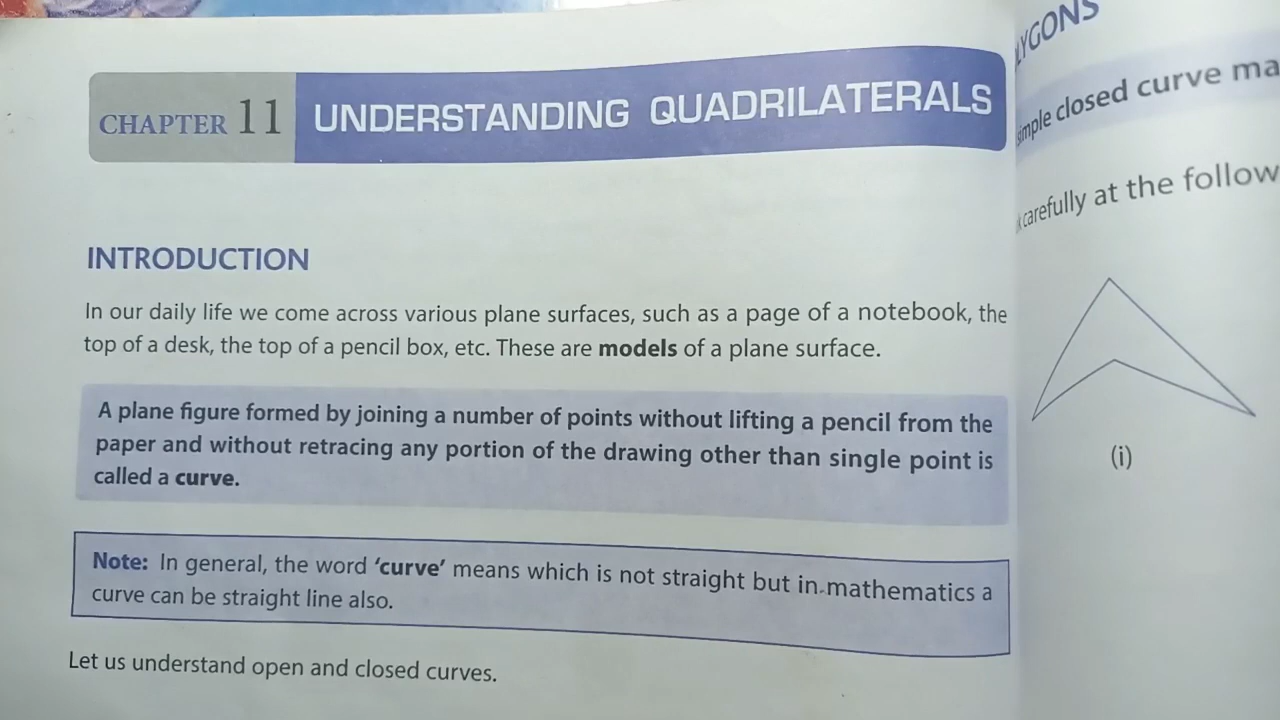 CHAPTER 11 UNDERSTANDING QUADRILATERALS
INTRODUCTION
In our daily life we come across various plane surfaces, such as a page of a notebook, the
top of a desk, the top of a pencil box, etc. These are models of a plane surface.
A plane figure formed by joining a number of points without lifting a pencil from the
paper and without retracing any portion of the drawing other than single point is
called a curve.
Note: In general, the word ‘curve’ means which is not straight but in mathematics a
curve can be straight line also.
Let us understand open and closed curves.
LYGONS
simple closed curve ma
carefully at the follow
(i)